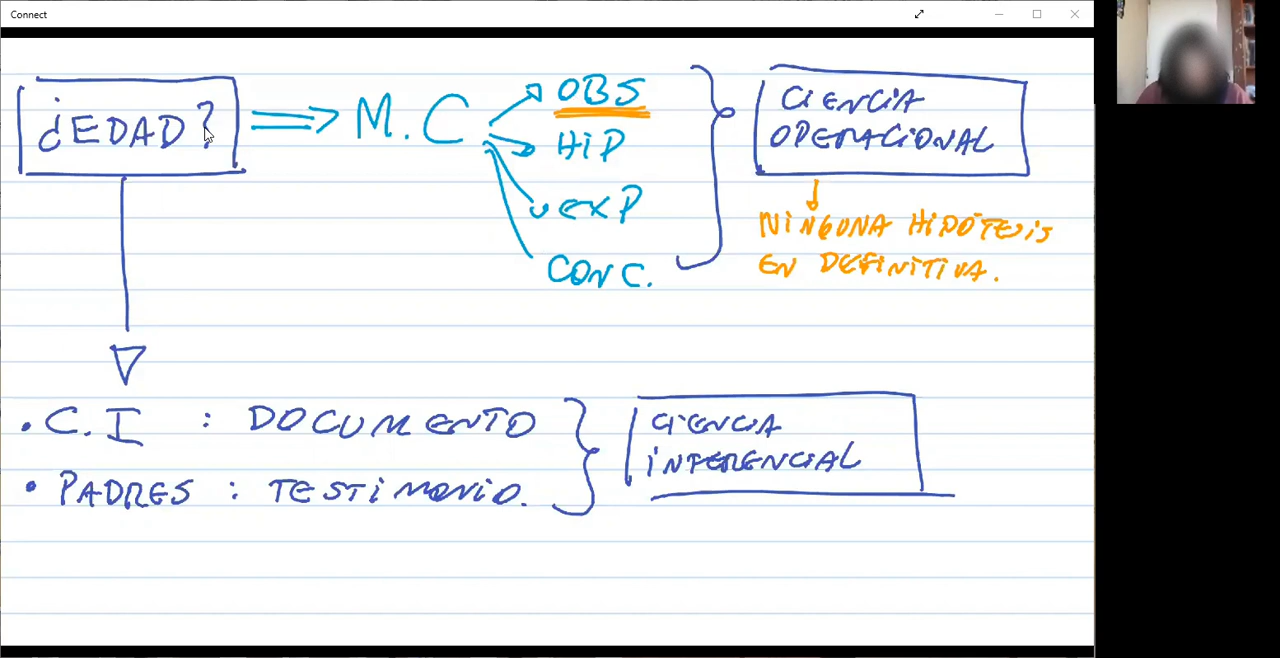 Connect
¿EDAD?
M.C
OBS
HIP
EXP
CONC.
CIENCIA
OPERACIONAL
NINGUNA HIPÓTESIS
EN DEFINITIVA.
• C.I : DOCUMENTO
• PADRES : TESTIMONIO.
CIENCIA
INFERENCIAL